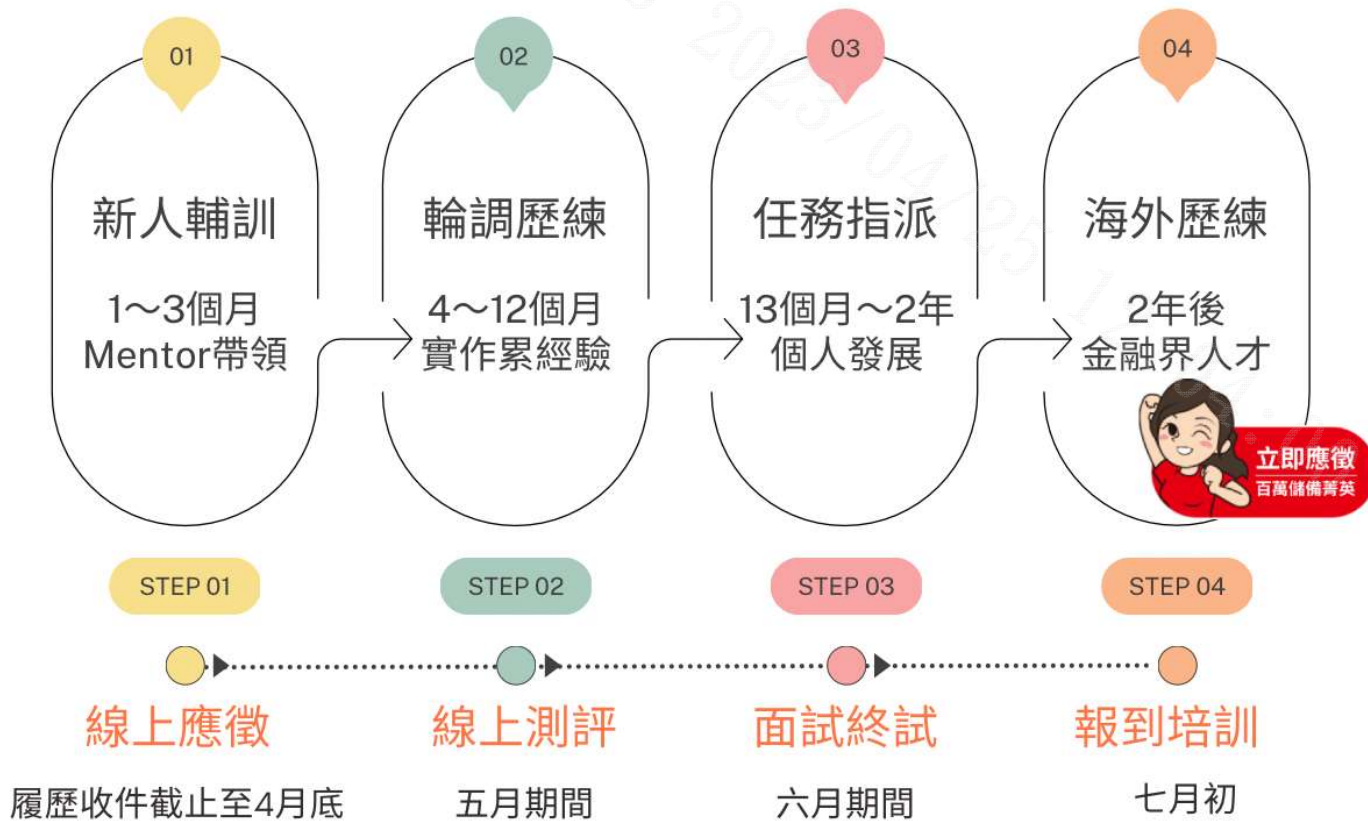 01
新人輔訓
1～3個月
Mentor帶領
02
輪調歷練
4～12個月
實作累經驗
03
任務指派
13個月～2年
個人發展
04
海外歷練
2年後
金融界人才
立即應徵
百萬儲備菁英
STEP 01
STEP 02
STEP 03
STEP 04
線上應徵
線上測評
面試終試
報到培訓
履歷收件截止至4月底
五月期間
六月期間
七月初
2023/04/25